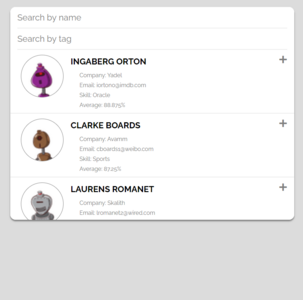 Search by name
Search by tag
INGABERG ORTON
Company: Yadel
Email: iorton0@imdb.com
Skill: Oracle
Average: 88.875%
CLARKE BOARDS
Company: Avamm
Email: cboards1@weibo.com
Skill: Sports
Average: 87.25%
LAURENS ROMANET
Company: Skalith
Email: lromanet2@wired.com